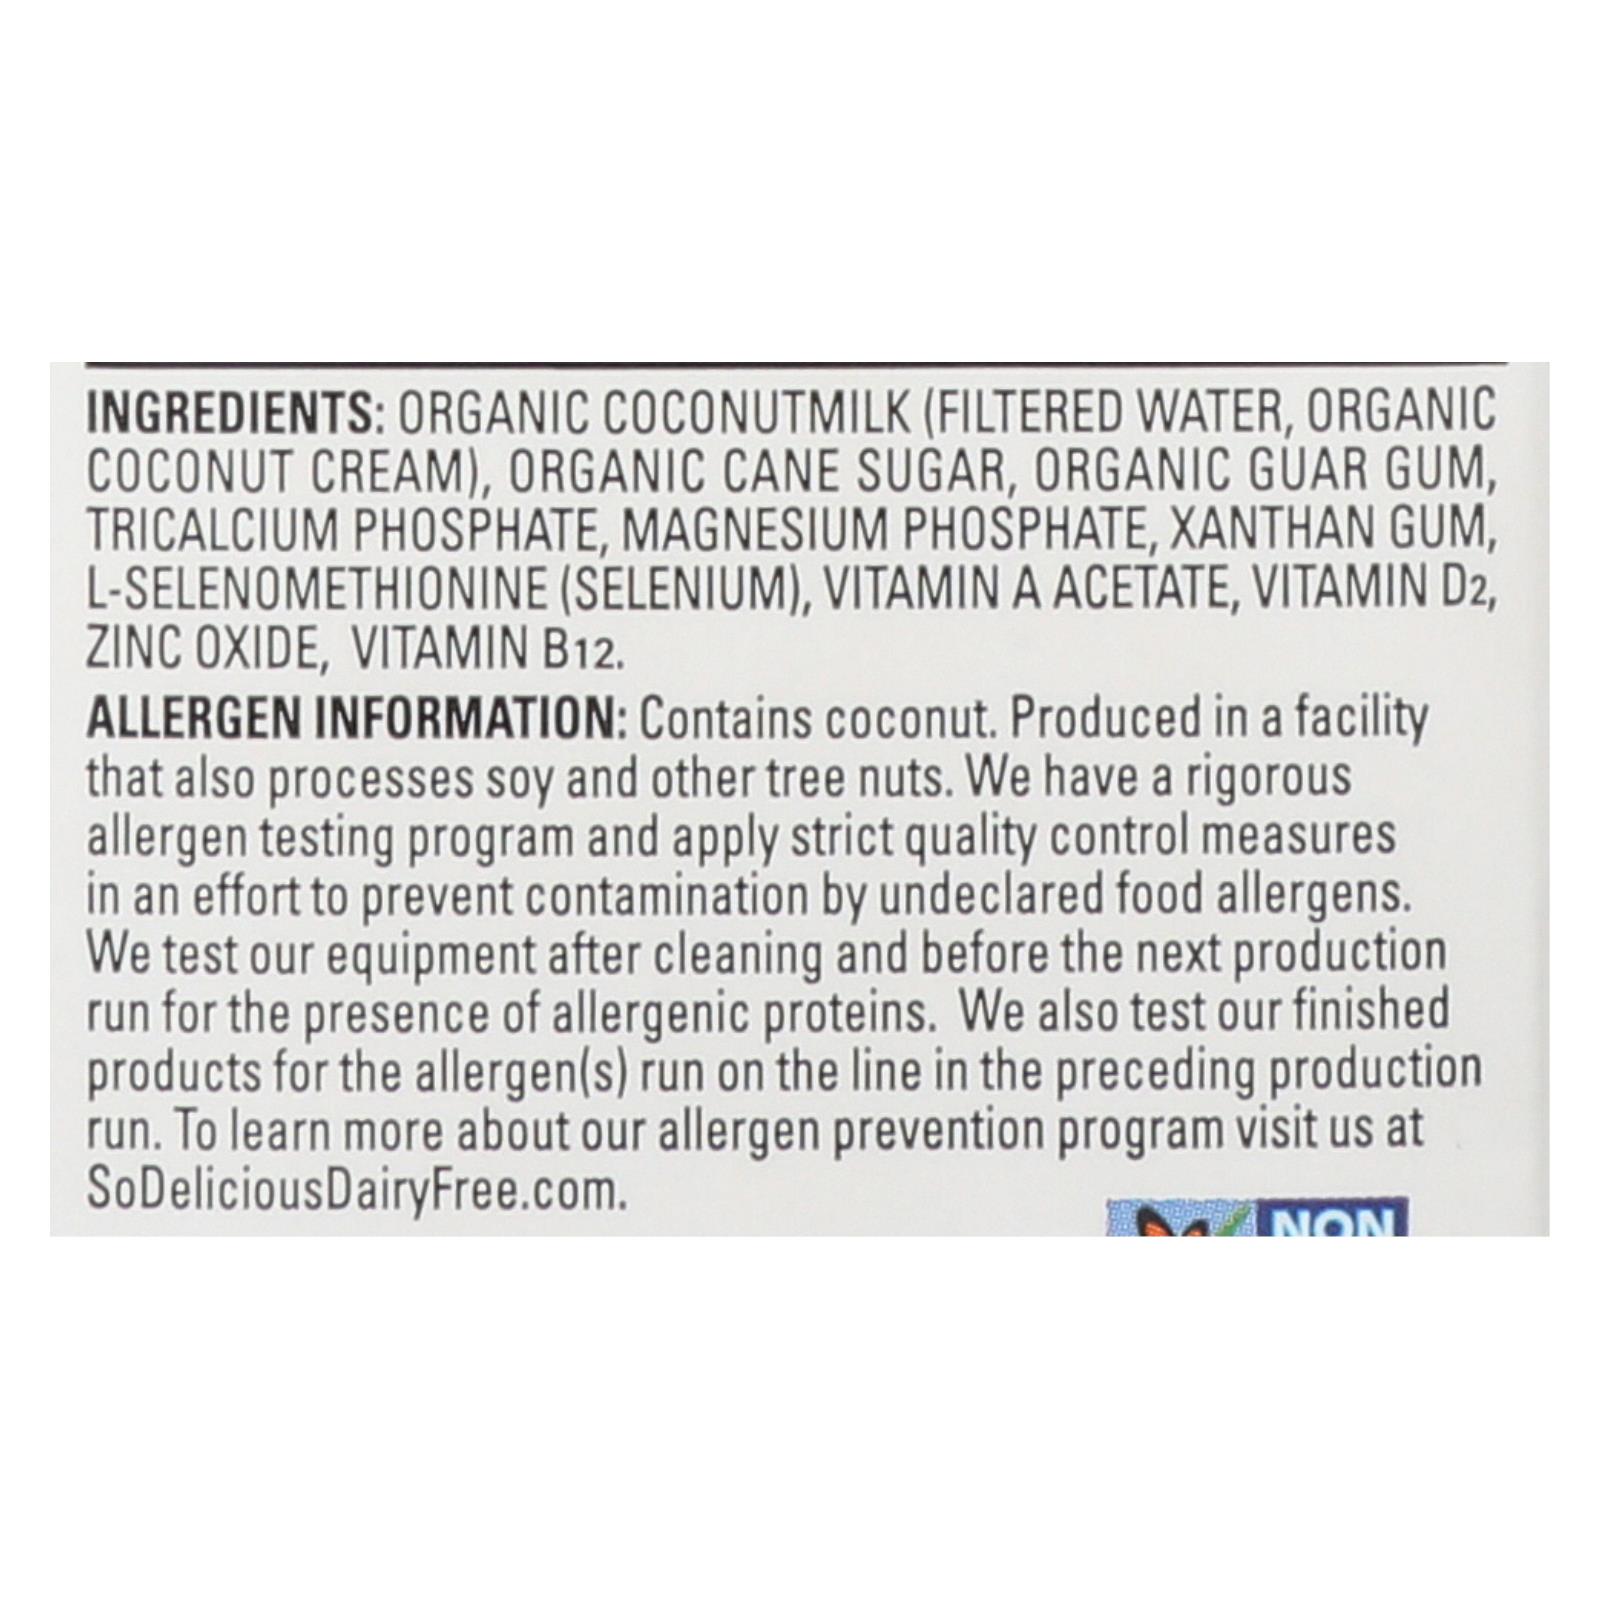 INGREDIENTS: ORGANIC COCONUTMILK (FILTERED WATER, ORGANIC
COCONUT CREAM), ORGANIC CANE SUGAR, ORGANIC GUAR GUM,
TRICALCIUM PHOSPHATE, MAGNESIUM PHOSPHATE, XANTHAN GUM,
L-SELENOMETHIONINE (SELENIUM), VITAMIN A ACETATE, VITAMIN D2,
ZINC OXIDE, VITAMIN B12.
ALLERGEN INFORMATION: Contains coconut. Produced in a facility
that also processes soy and other tree nuts. We have a rigorous
allergen testing program and apply strict quality control measures
in an effort to prevent contamination by undeclared food allergens.
We test our equipment after cleaning and before the next production
run for the presence of allergenic proteins. We also test our finished
products for the allergen(s) run on the line in the preceding production
run. To learn more about our allergen prevention program visit us at
SoDeliciousDairyFree.com.
NON